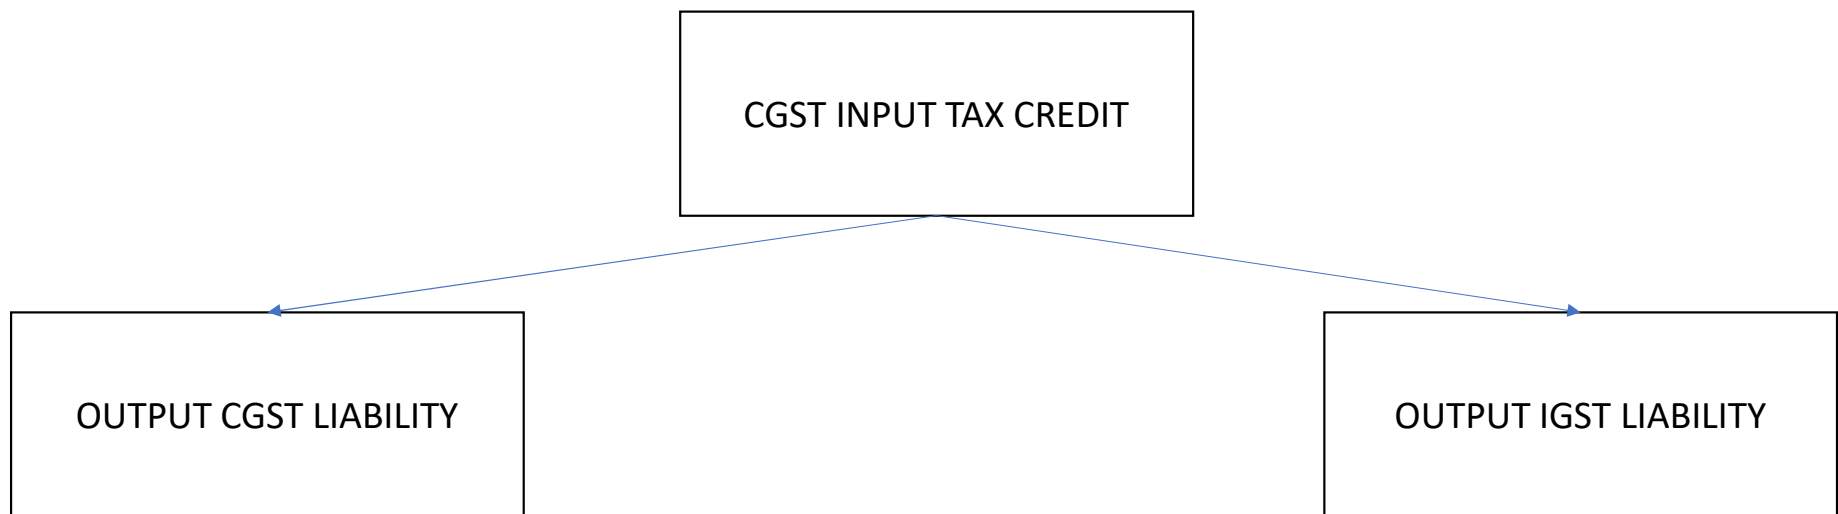 CGST INPUT TAX CREDIT
OUTPUT CGST LIABILITY
OUTPUT IGST LIABILITY